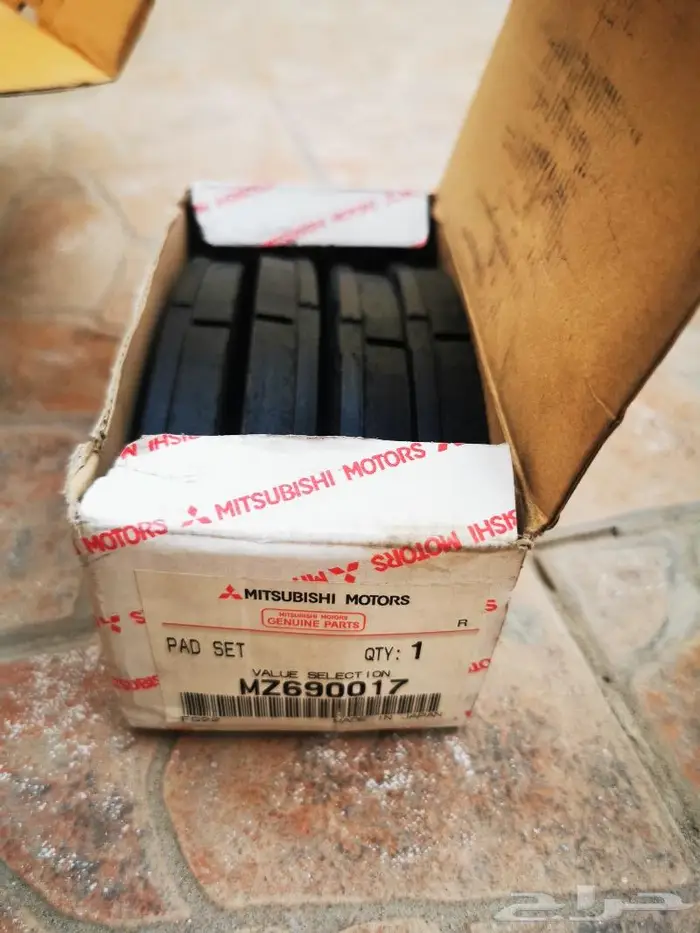 MITSUBISHI MOTORS
MOTORS
MITSUBISHI MOTORS
MITSUBISHI MOTORS
GENUINE PARTS
R
PAD SET
QTY: 1
VALUE SELECTION
MZ690017
MADE IN JAPAN
حراج